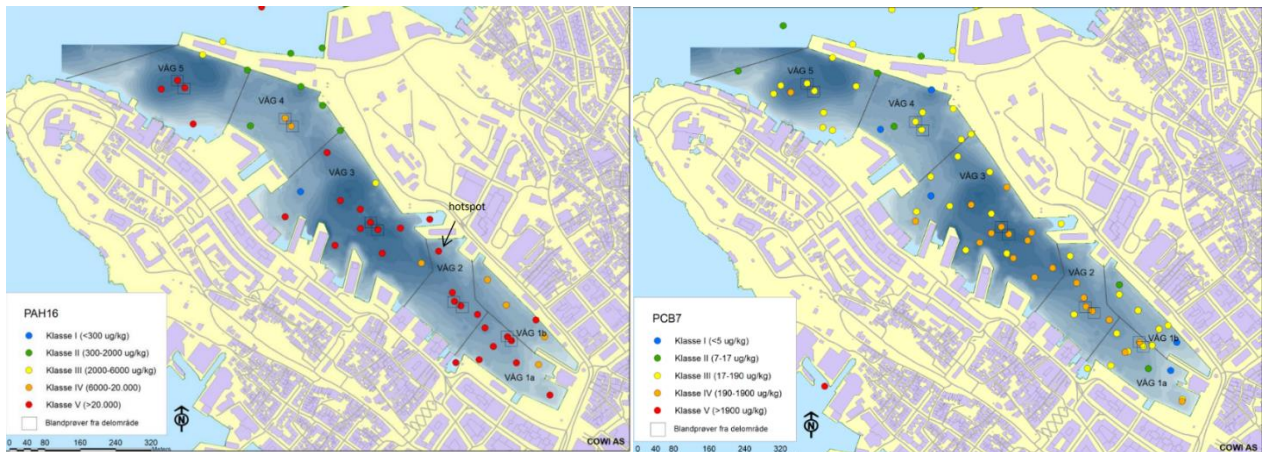 VÅG 5
VÅG 4
VÅG 3
hotspot
VÅG 2
VÅG 1b
VÅG 1a
PAH16
Klasse I (<300 ug/kg)
Klasse II (300-2000 ug/kg)
Klasse III (2000-6000 ug/kg)
Klasse IV (6000-20.000)
Klasse V (>20.000)
Blandprøver fra delområde
N
0 40 80 160 240 320
Meters
COWI AS
VÅG 5
VÅG 4
VÅG 3
VÅG 2
VÅG 1b
VÅG 1a
PCB7
Klasse I (<5 ug/kg)
Klasse II (7-17 ug/kg)
Klasse III (17-190 ug/kg)
Klasse IV (190-1900 ug/kg)
Klasse V (>1900 ug/kg)
Blandprøver fra delområde
N
0 40 80 160 240 320
COWI AS